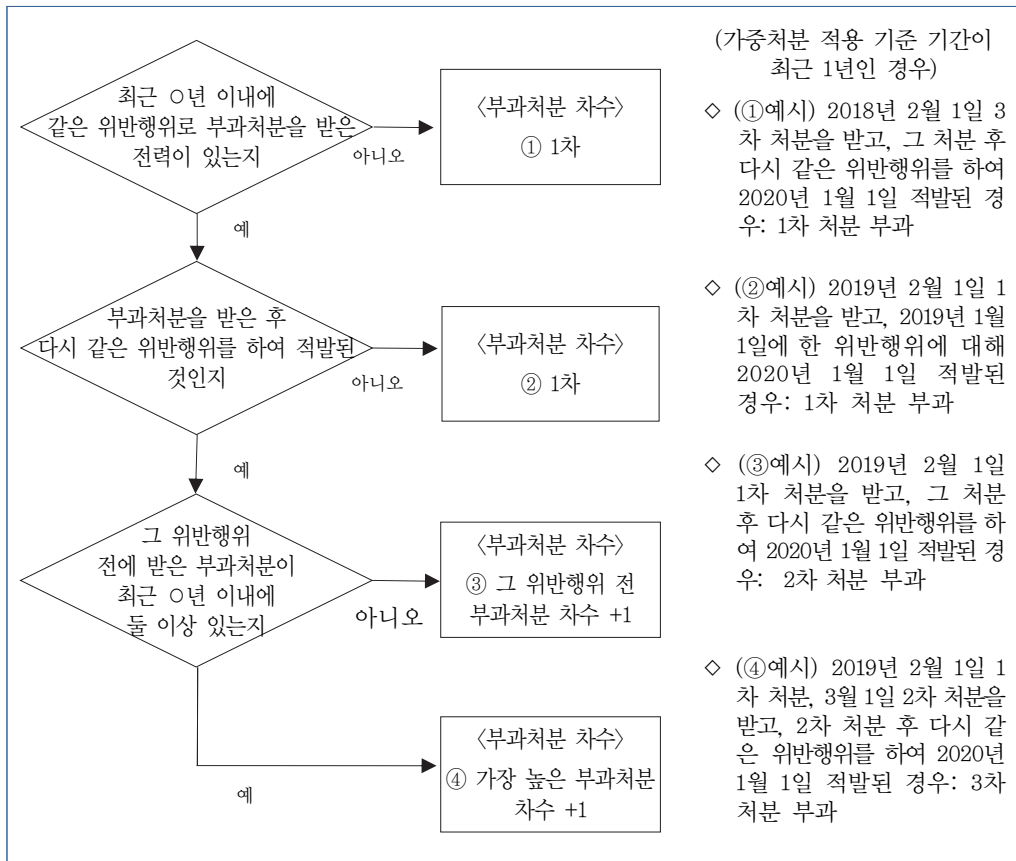 최근 ○년 이내에
같은 위반행위로 부과처분을 받은
전력이 있는지
아니오
〈부과처분 차수〉
① 1차
예
부과처분을 받은 후
다시 같은 위반행위를 하여 적발된
것인지
아니오
〈부과처분 차수〉
② 1차
예
그 위반행위
전에 받은 부과처분이
최근 ○년 이내에
둘 이상 있는지
아니오
〈부과처분 차수〉
③ 그 위반행위 전
부과처분 차수 +1
예
〈부과처분 차수〉
④ 가장 높은 부과처분
차수 +1
(가중처분 적용 기준 기간이
최근 1년인 경우)
◇ (①예시) 2018년 2월 1일 3
차 처분을 받고, 그 처분 후
다시 같은 위반행위를 하여
2020년 1월 1일 적발된 경
우: 1차 처분 부과
◇ (②예시) 2019년 2월 1일 1
차 처분을 받고, 2019년 1월
1일에 한 위반행위에 대해
2020년 1월 1일 적발된
경우: 1차 처분 부과
◇ (③예시) 2019년 2월 1일
1차 처분을 받고, 그 처분
후 다시 같은 위반행위를 하
여 2020년 1월 1일 적발된 경
우: 2차 처분 부과
◇ (④예시) 2019년 2월 1일 1
차 처분, 3월 1일 2차 처분을
받고, 2차 처분 후 다시 같
은 위반행위를 하여 2020년
1월 1일 적발된 경우: 3차
처분 부과